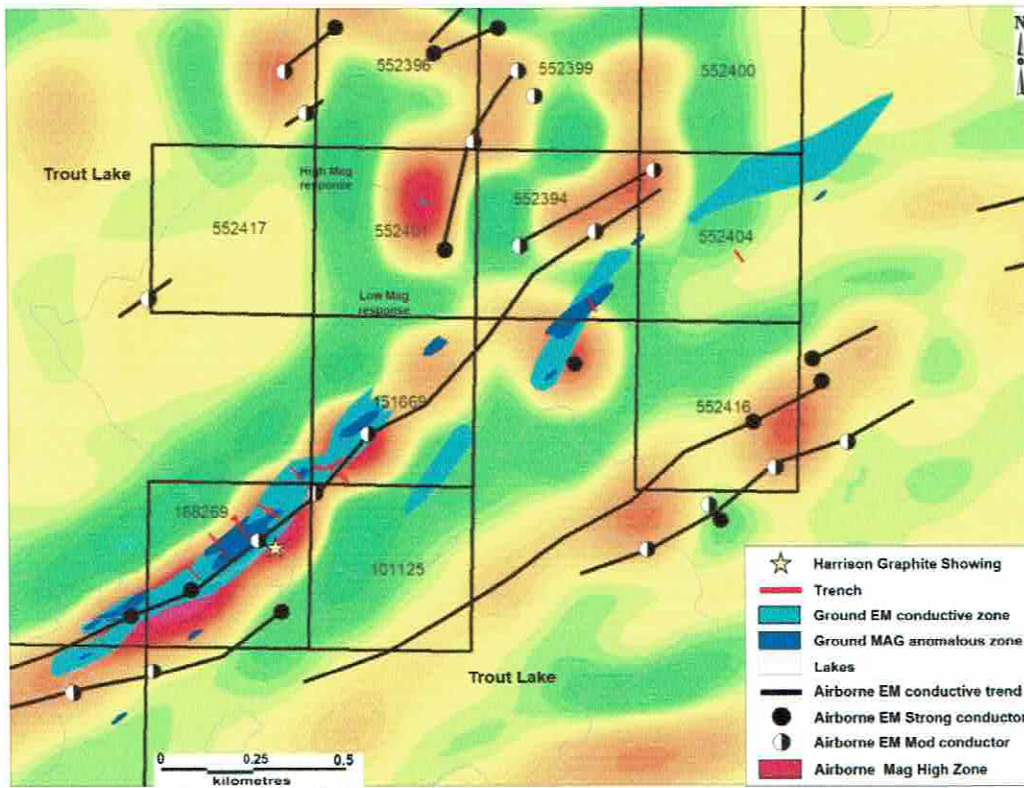 N
552396
552399
552400
Trout Lake
High Mag
response
552394
552417
552401
552404
Low Mag
response
151669
552416
168269
101125
Trout Lake
0 0.25 0.5
kilometres
Harrison Graphite Showing
Trench
Ground EM conductive zone
Ground MAG anomalous zone
Lakes
Airborne EM conductive trend
Airborne EM Strong conductor
Airborne EM Mod conductor
Airborne Mag High Zone